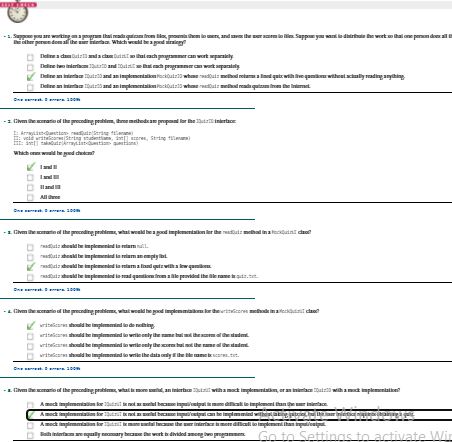 SELF CHECK
1. Suppose you are working on a program that reads quizzes from files, presents them to users, and saves the user scores to files. Suppose you want to distribute the work so that one person does all
the other person does all the user interface. Which would be a good strategy?
Define a class QuizIO and a class QuizUI so that each programmer can work separately.
Define two interfaces IQuizIO and IQuizUI so that each programmer can work separately.
Define an interface IQuizIO and an implementation MockQuizIO whose readQuiz method returns a fixed quiz with five questions without actually reading anything.
Define an interface IQuizIO and an implementation MockQuizIO whose readQuiz method reads quizzes from the Internet.
One correct, 0 errors, 100%
2. Given the scenario of the preceding problem, three methods are proposed for the IQuizIO interface:
I: ArrayList<Question> readQuiz(String filename)
II: void writeScores(String studentName, int[] scores, String filename)
III: int[] takeQuiz(ArrayList<Question> questions)
Which ones would be good choices?
I and II
I and III
II and III
All three
One correct, 0 errors, 100%
3. Given the scenario of the preceding problems, what would be a good implementation for the readQuiz method in a MockQuizUI class?
readQuiz should be implemented to return null.
readQuiz should be implemented to return an empty list.
readQuiz should be implemented to return a fixed quiz with a few questions.
readQuiz should be implemented to read questions from a file provided the file name is quiz.txt.
One correct, 0 errors, 100%
4. Given the scenario of the preceding problems, what would be good implementations for the writeScores methods in a MockQuizUI class?
writeScores should be implemented to do nothing.
writeScores should be implemented to write only the name but not the scores of the student.
writeScores should be implemented to write only the scores but not the name of the student.
writeScores should be implemented to write the data only if the file name is scores.txt.
One correct, 0 errors, 100%
5. Given the scenario of the preceding problems, what is more useful, an interface IQuizUI with a mock implementation, or an interface IQuizIO with a mock implementation?
A mock implementation for IQuizUI is not as useful because input/output is more difficult to implement than the user interface.
A mock implementation for IQuizUI is not as useful because input/output can be implemented without taking quizzes, but the user interface requires obtaining a quiz.
A mock implementation for IQuizUI is more useful because the user interface is more difficult to implement than input/output.
Both interfaces are equally necessary because the work is divided among two programmers.
Go to Settings to activate Win